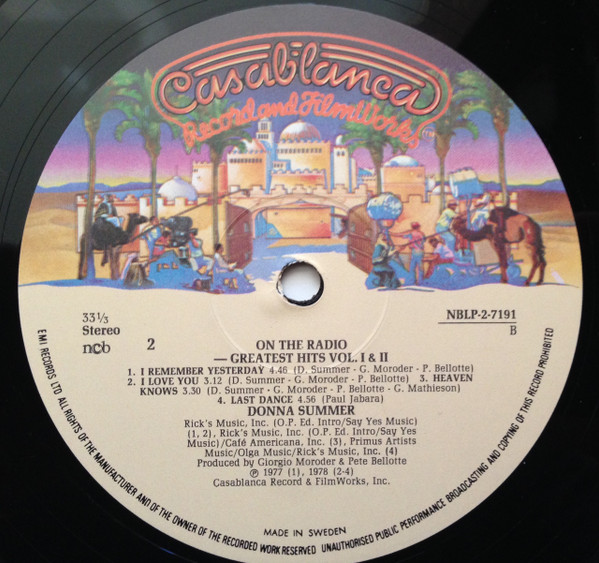 Casablanca
Record and FilmWorks
33⅓
Stereo
ncb
2
NBLP-2-7191
B
ON THE RADIO
— GREATEST HITS VOL. I & II
1. I REMEMBER YESTERDAY 4.46 (D. Summer - G. Moroder - P. Bellotte)
2. I LOVE YOU 3.12 (D. Summer - G. Moroder - P. Bellotte) 3. HEAVEN
KNOWS 3.30 (D. Summer - G. Moroder - P. Bellotte - G. Mathieson)
4. LAST DANCE 4.56 (Paul Jabara)
DONNA SUMMER
Rick's Music, Inc. (O.P. Ed. Intro/Say Yes Music)
(1, 2), Rick's Music, Inc. (O.P. Ed. Intro/Say Yes
Music)/Café Americana, Inc. (3), Primus Artists
Music/Olga Music/Rick's Music, Inc. (4)
Produced by Giorgio Moroder & Pete Bellotte
℗ 1977 (1), 1978 (2-4)
Casablanca Record & FilmWorks, Inc.
MADE IN SWEDEN
EMI RECORDS LTD. ALL RIGHTS OF THE MANUFACTURER AND OF THE OWNER OF THE RECORDED WORK RESERVED UNAUTHORISED PUBLIC PERFORMANCE BROADCASTING AND COPYING OF THIS RECORD PROHIBITED